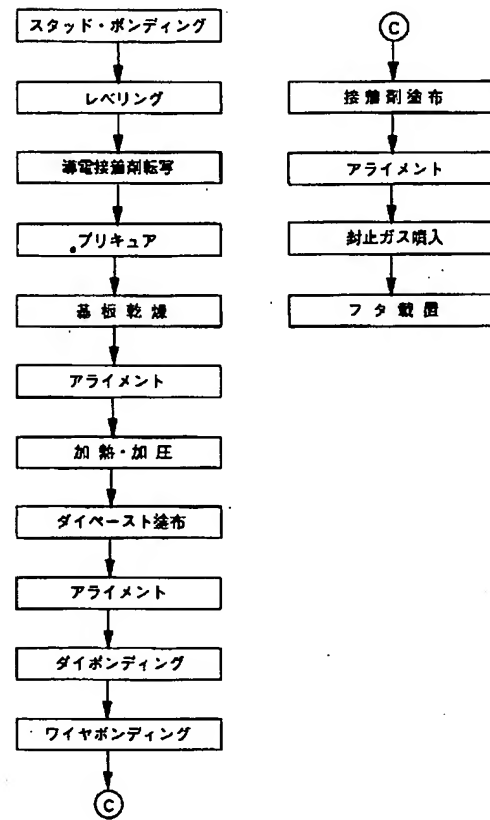 スタッド・ボンディング
レベリング
導電接着剤転写
プリキュア
基板乾燥
アライメント
加熱・加圧
ダイペースト塗布
アライメント
ダイボンディング
ワイヤボンディング
C
C
接着剤塗布
アライメント
封止ガス噴入
フタ載置